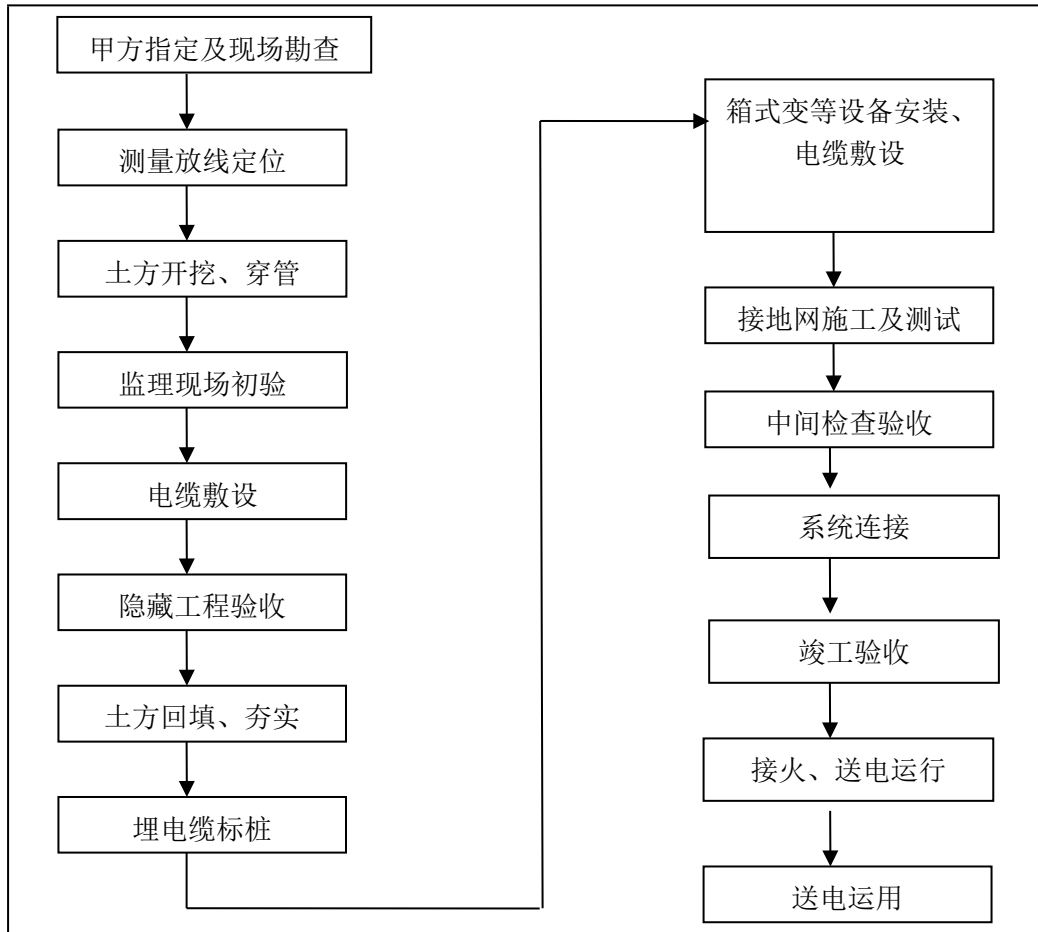 甲方指定及现场勘查
测量放线定位
土方开挖、穿管
监理现场初验
电缆敷设
隐藏工程验收
土方回填、夯实
埋电缆标桩
箱式变等设备安装、
电缆敷设
接地网施工及测试
中间检查验收
系统连接
竣工验收
接火、送电运行
送电运用